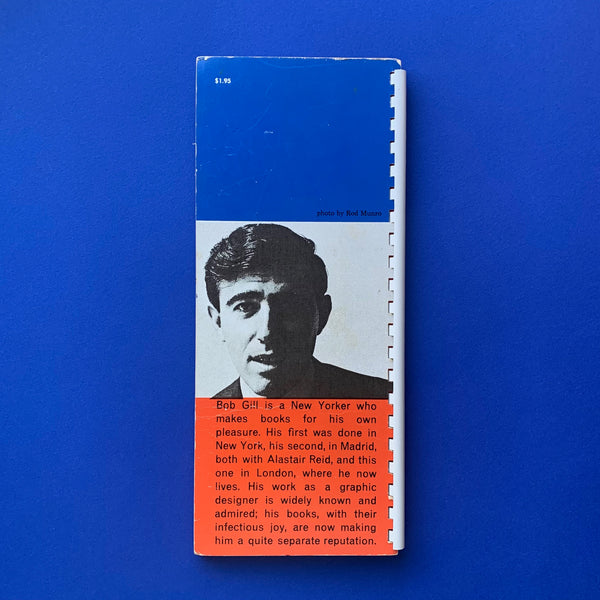 $1.95
photo by Rod Munro
Bob Gill is a New Yorker who
makes books for his own
pleasure. His first was done in
New York, his second, in Madrid,
both with Alastair Reid, and this
one in London, where he now
lives. His work as a graphic
designer is widely known and
admired; his books, with their
infectious joy, are now making
him a quite separate reputation.